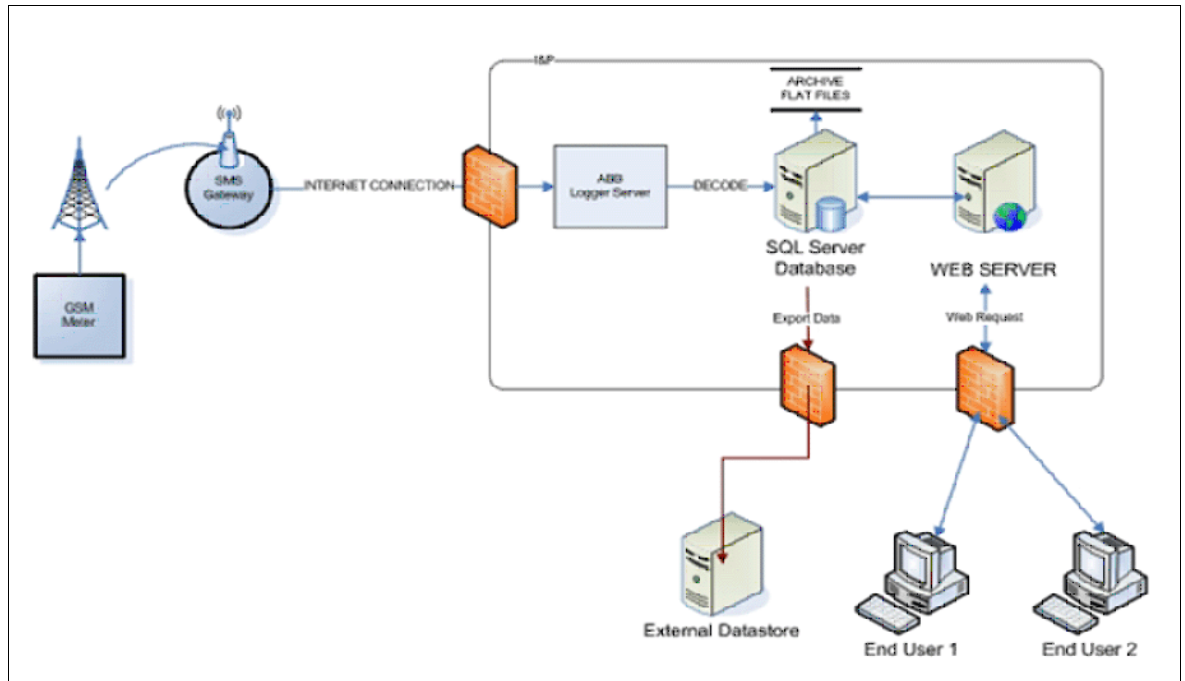 I&P
ARCHIVE
FLAT FILES
SMS
Gateway
INTERNET CONNECTION
ABB
Logger Server
DECODE
SQL Server
Database
WEB SERVER
GSM
Meter
Export Data
Web Request
External Datastore
End User 1
End User 2